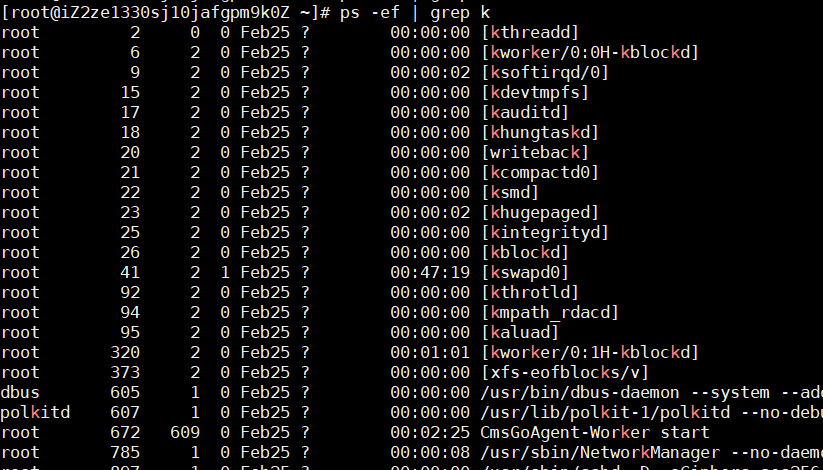 [root@iZ2ze1330sj10jafgpm9k0Z ~]# ps -ef | grep k
root 2 0 0 Feb25 ? 00:00:00 [kthreadd]
root 6 2 0 Feb25 ? 00:00:00 [kworker/0:0H-kblockd]
root 9 2 0 Feb25 ? 00:00:02 [ksoftirqd/0]
root 15 2 0 Feb25 ? 00:00:00 [kdevtmpfs]
root 17 2 0 Feb25 ? 00:00:00 [kauditd]
root 18 2 0 Feb25 ? 00:00:00 [khungtaskd]
root 20 2 0 Feb25 ? 00:00:00 [writeback]
root 21 2 0 Feb25 ? 00:00:00 [kcompactd0]
root 22 2 0 Feb25 ? 00:00:00 [ksmd]
root 23 2 0 Feb25 ? 00:00:02 [khugepaged]
root 25 2 0 Feb25 ? 00:00:00 [kintegrityd]
root 26 2 0 Feb25 ? 00:00:00 [kblockd]
root 41 2 1 Feb25 ? 00:47:19 [kswapd0]
root 92 2 0 Feb25 ? 00:00:00 [kthrotld]
root 94 2 0 Feb25 ? 00:00:00 [kmpath_rdacd]
root 95 2 0 Feb25 ? 00:00:00 [kaluad]
root 320 2 0 Feb25 ? 00:01:01 [kworker/0:1H-kblockd]
root 373 2 0 Feb25 ? 00:00:00 [xfs-eofblocks/v]
dbus 605 1 0 Feb25 ? 00:00:00 /usr/bin/dbus-daemon --system --add
polkitd 607 1 0 Feb25 ? 00:00:00 /usr/lib/polkit-1/polkitd --no-debu
root 672 609 0 Feb25 ? 00:02:25 CmsGoAgent-Worker start
root 785 1 0 Feb25 ? 00:00:08 /usr/sbin/NetworkManager --no-daemo